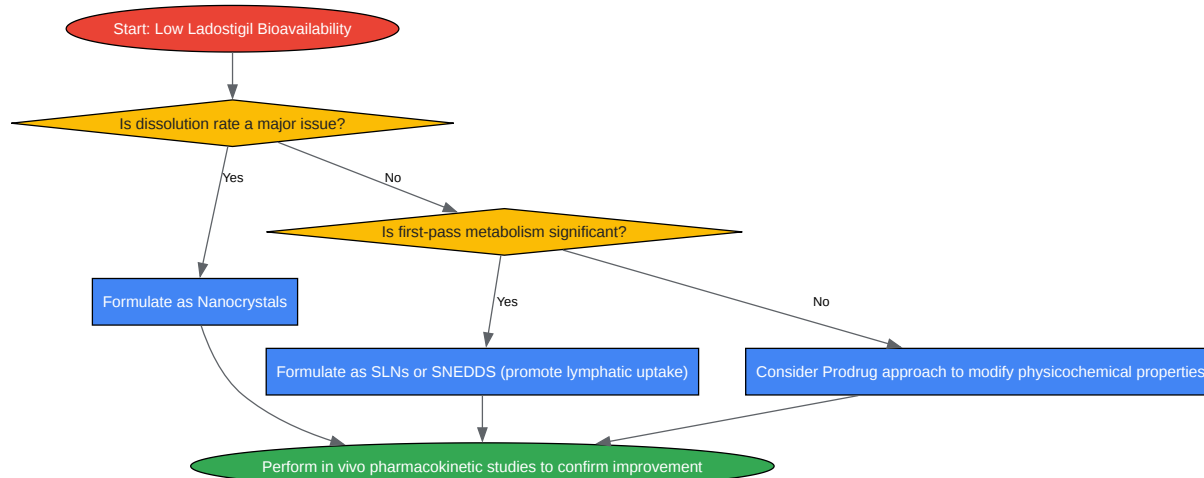 Start: Low Ladostigil Bioavailability
Is dissolution rate a major issue?
Yes
No
Is first-pass metabolism significant?
Formulate as Nanocrystals
Yes
No
Formulate as SLNs or SNEDDS (promote lymphatic uptake)
Consider Prodrug approach to modify physicochemical properties
Perform in vivo pharmacokinetic studies to confirm improvement